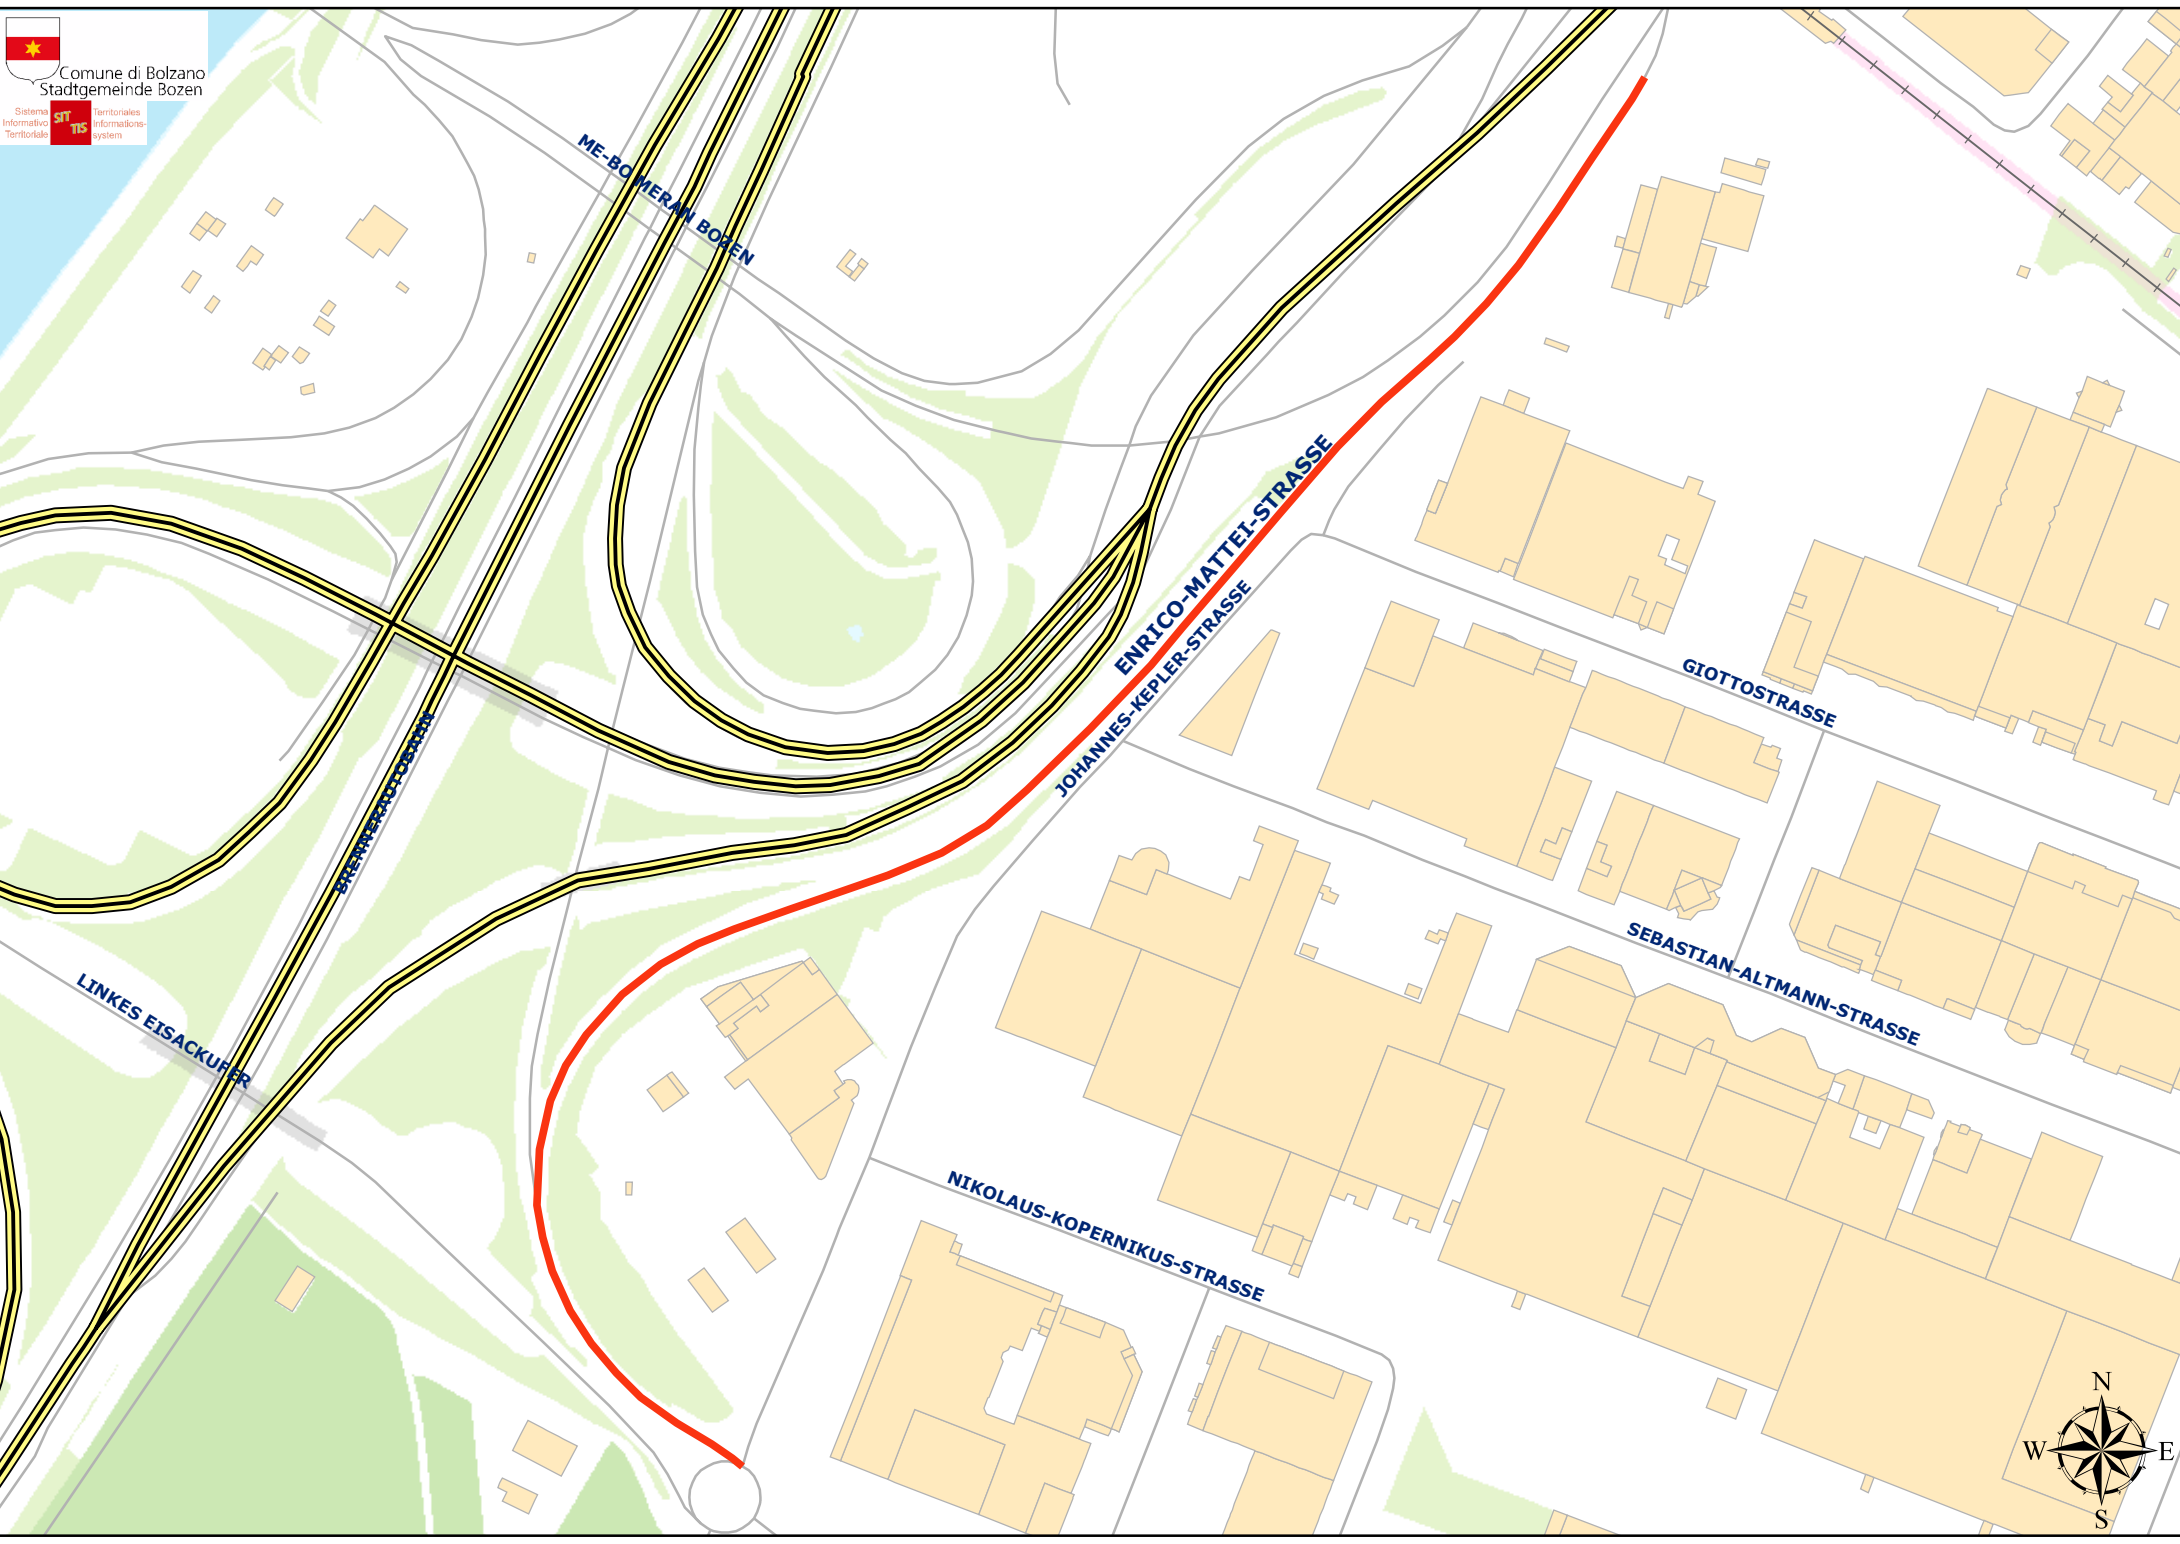 Comune di Bolzano
Stadtgemeinde Bozen
Sistema
Informativo
Territoriale
SIT
TIS
Territoriales
Informations-
system
ME-BO MERAN BOZEN
ENRICO-MATTEI-STRASSE
JOHANNES-KEPLER-STRASSE
GIOTTOSTRASSE
BRENNERAUTOBAHN
SEBASTIAN-ALTMANN-STRASSE
LINKES EISACKUFER
NIKOLAUS-KOPERNIKUS-STRASSE
N
W
E
S